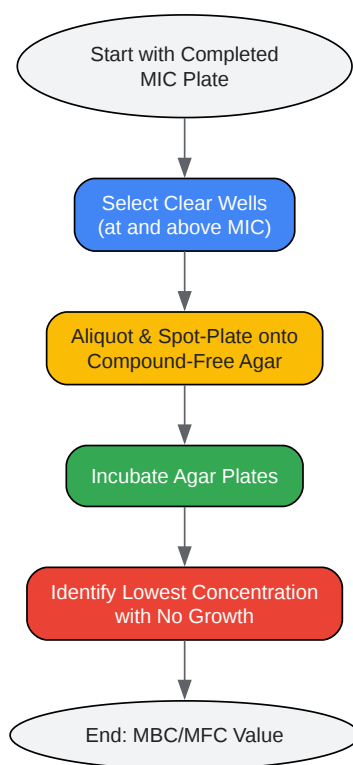 Start with Completed
MIC Plate
Select Clear Wells
(at and above MIC)
Aliquot & Spot-Plate onto
Compound-Free Agar
Incubate Agar Plates
Identify Lowest Concentration
with No Growth
End: MBC/MFC Value